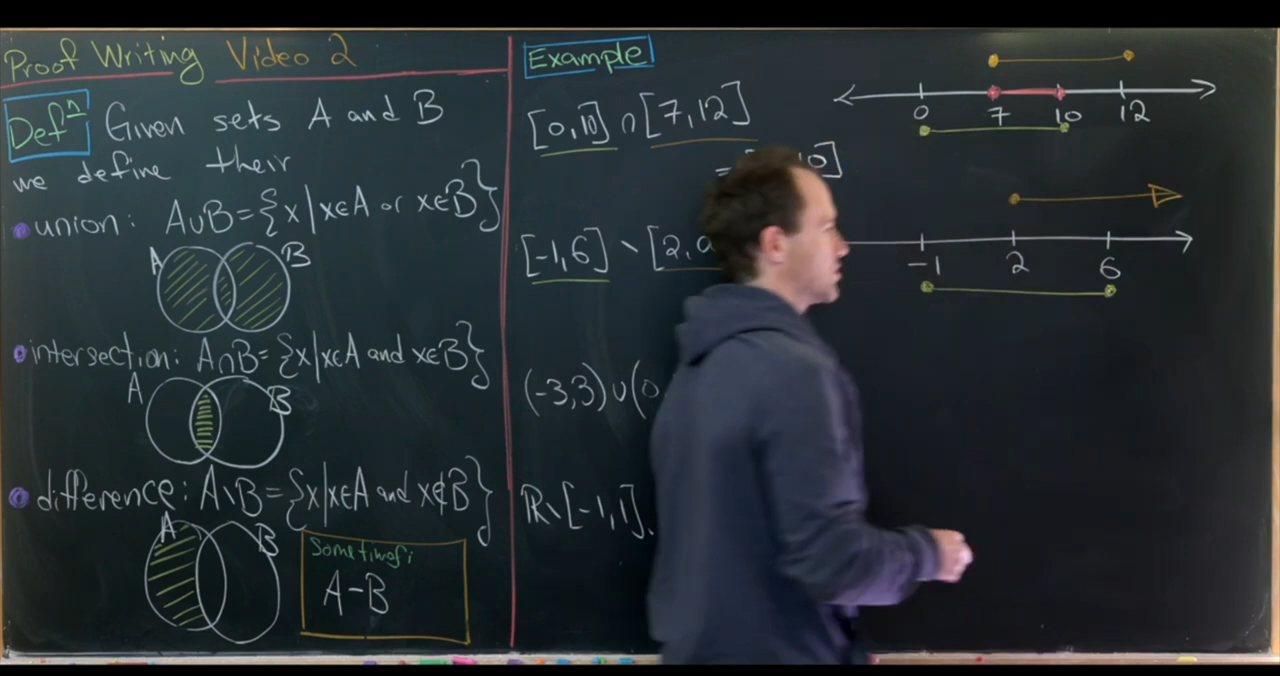 Proof Writing Video 2
Defⁿ Given sets A and B
we define their
• union: A∪B={x|x∈A or x∈B}
A B
• intersection: A∩B={x|x∈A and x∈B}
A B
• difference: A∖B={x|x∈A and x∉B}
A B
Sometimes:
A-B
Example
[0,10]∩[7,12]
0 7 10 12
[-1,6]∖[2,
-1 2 6
(-3,3)∪(0
ℝ∖[-1,1].